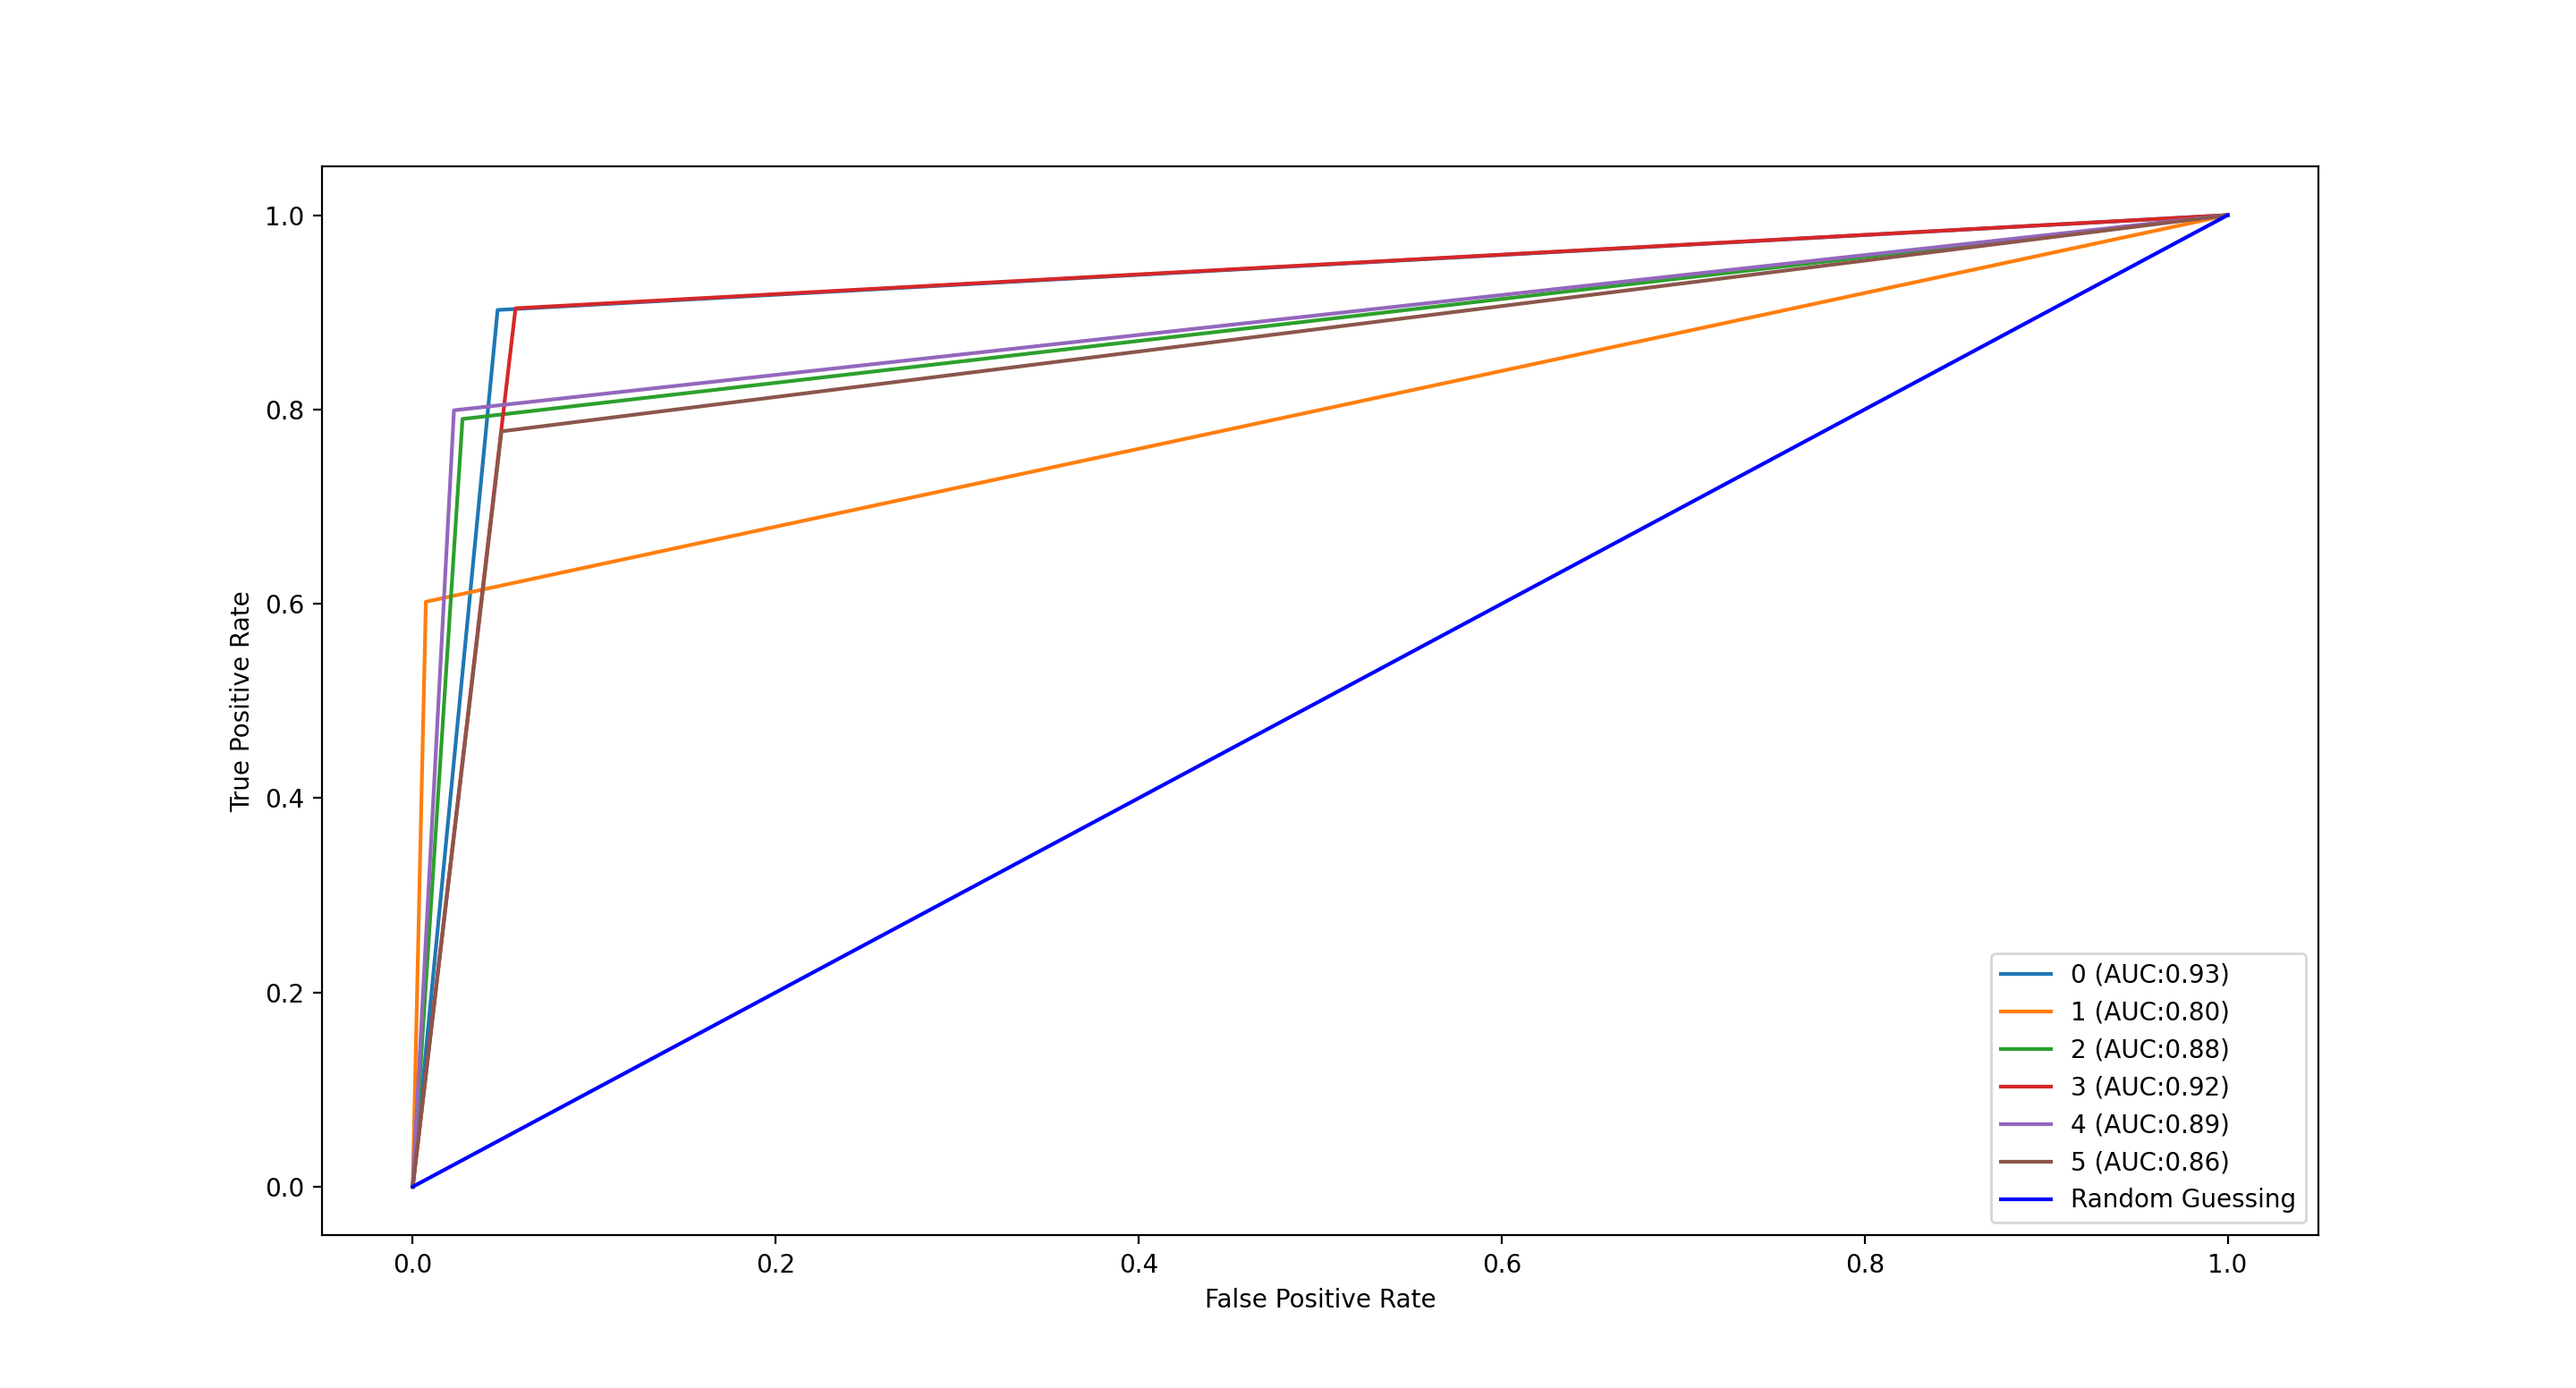 1.0
0.8
0.6
0.4
0.2
0.0
True Positive Rate
0.0 0.2 0.4 0.6 0.8 1.0
False Positive Rate
0 (AUC:0.93)
1 (AUC:0.80)
2 (AUC:0.88)
3 (AUC:0.92)
4 (AUC:0.89)
5 (AUC:0.86)
Random Guessing